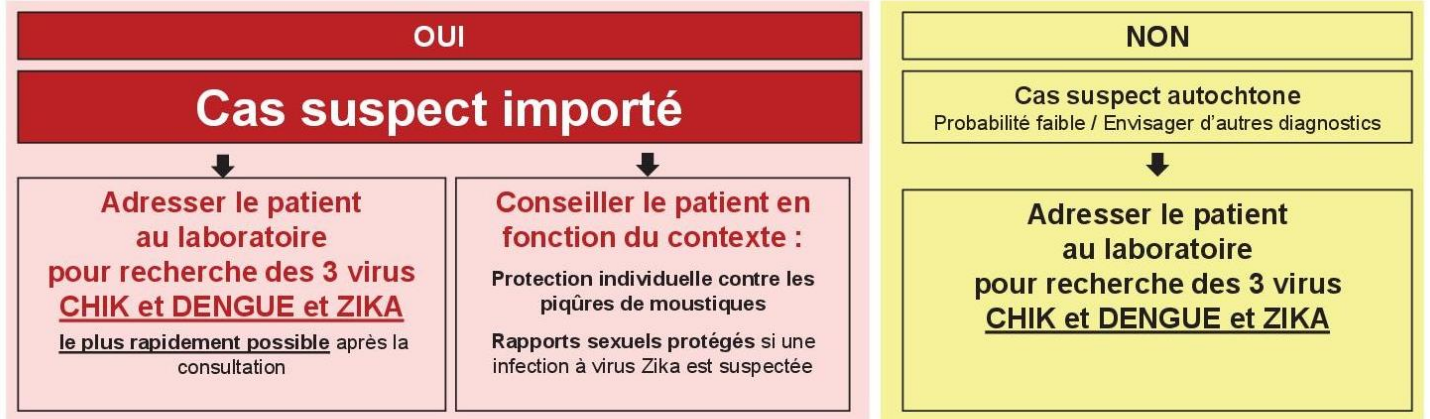 OUI
Cas suspect importé
Adresser le patient
au laboratoire
pour recherche des 3 virus
CHIK et DENGUE et ZIKA
le plus rapidement possible après la
consultation
Conseiller le patient en
fonction du contexte :
Protection individuelle contre les
piqûres de moustiques
Rapports sexuels protégés si une
infection à virus Zika est suspectée
NON
Cas suspect autochtone
Probabilité faible / Envisager d'autres diagnostics
Adresser le patient
au laboratoire
pour recherche des 3 virus
CHIK et DENGUE et ZIKA